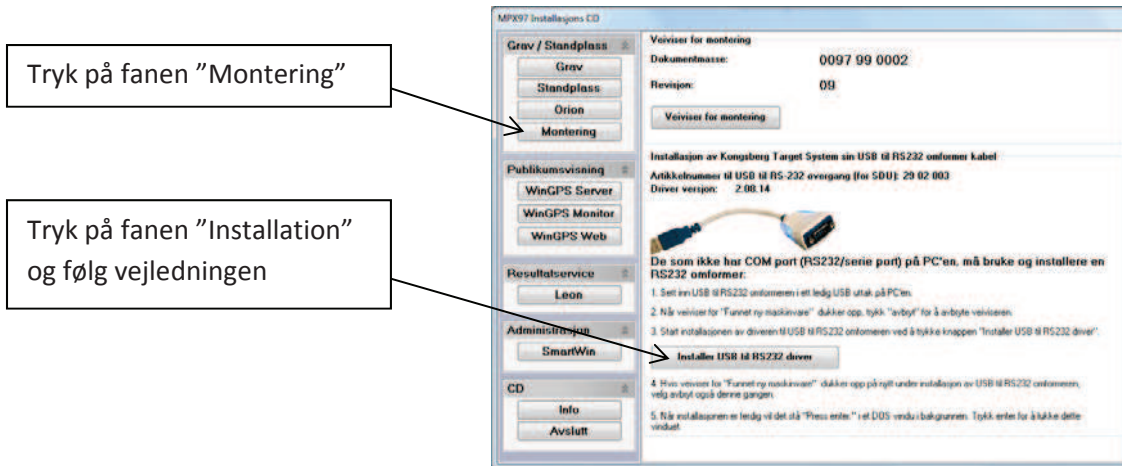 Tryk på fanen ”Montering”
Tryk på fanen ”Installation”
og følg vejledningen
MPX97 Installasjons CD
Grav / Standplass
Grav
Standplass
Orion
Montering
Publikumsvisning
WinGPS Server
WinGPS Monitor
WinGPS Web
Resultatservice
Leon
Administrasjon
SmartWin
CD
Info
Avslutt
Veiviser for montering
Dokumentmasse: 0097 99 0002
Revisjon: 09
Veiviser for montering
Installasjon av Kongsberg Target System sin USB til RS232 omformer kabel
Artikkelnummer til USB til RS-232 overgang (for SDU): 29 02 003
Driver versjon: 2.08.14
De som ikke har COM port (RS232/serie port) på PC'en, må bruke og installere en
RS232 omformer:
1. Sett inn USB til RS232 omformeren i ett ledig USB uttak på PC'en.
2. Når veiviser for "Funnet ny maskinvare" dukker opp, trykk "avbyt" for å avbyte veiviseren.
3. Start installasjonen av driveren til USB til RS232 omformeren ved å trykke knappen "Installer USB til RS232 driver".
Installer USB til RS232 driver
4. Hvis veiviser for "Funnet ny maskinvare" dukker opp på nytt under installasjon av USB til RS232 omformeren,
velg avbyt også denne gangen.
5. Når installasjonen er ferdig vil det stå "Press enter." i et DOS vindu i bakgrunnen. Trykk enter for å lukke dette
vinduet.